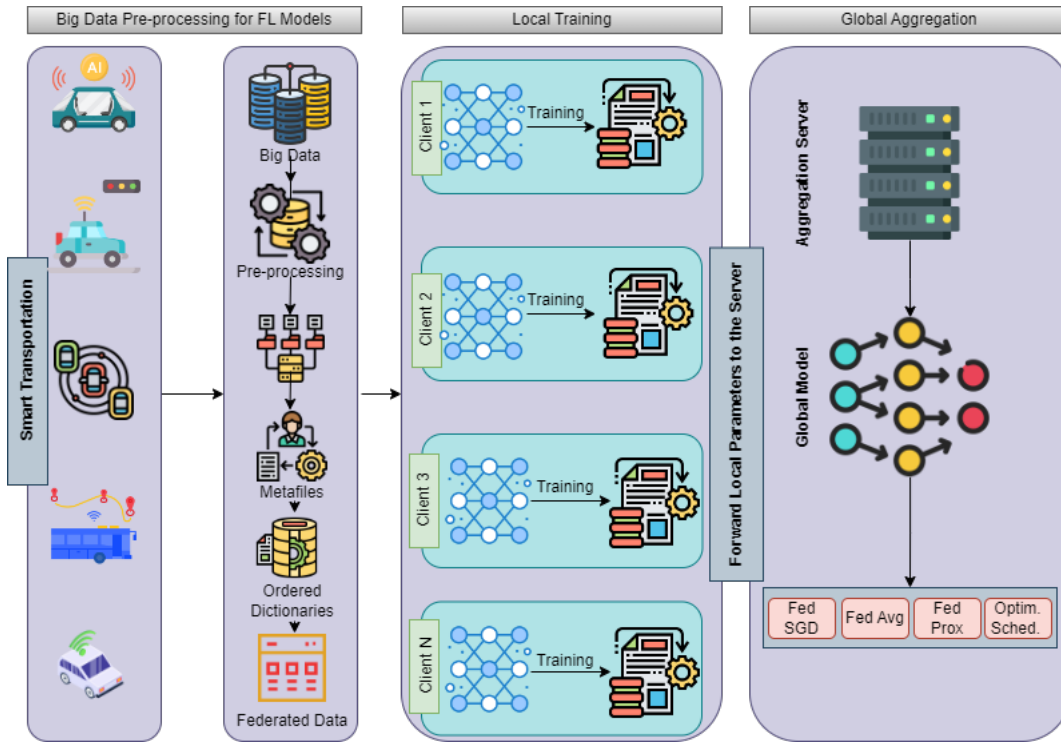 Big Data Pre-processing for FL Models
Local Training
Global Aggregation
AI
Smart Transportation
Big Data
Pre-processing
Metafiles
Ordered
Dictionaries
Federated Data
Client 1
Training
Client 2
Training
Client 3
Training
Client N
Training
Forward Local Parameters to the Server
Aggregation Server
Global Model
Fed
SGD
Fed Avg
Fed
Prox
Optim.
Sched.